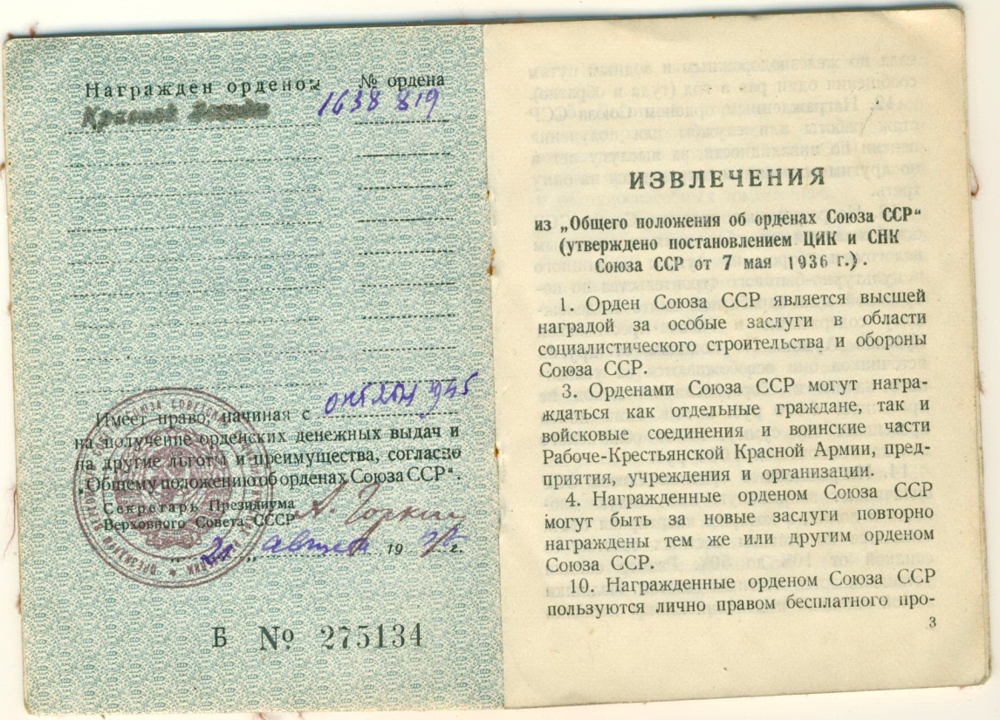 Награжден орденом
№ ордена
Красной Звезды
1638819
Имеет право, начиная с
на получение орденских денежных выдач и
на другие льготы и преимущества, согласно
„Общему положению об орденах Союза ССР“.
Секретарь Президиума
Верховного Совета СССР А. Горкин
августа 19 г.
Б № 275134
ИЗВЛЕЧЕНИЯ
из „Общего положения об орденах Союза ССР“
(утверждено постановлением ЦИК и СНК
Союза ССР от 7 мая 1936 г.).
1. Орден Союза ССР является высшей
наградой за особые заслуги в области
социалистического строительства и обороны
Союза ССР.
3. Орденами Союза ССР могут награ-
ждаться как отдельные граждане, так и
войсковые соединения и воинские части
Рабоче-Крестьянской Красной Армии, пред-
приятия, учреждения и организации.
4. Награжденные орденом Союза ССР
могут быть за новые заслуги повторно
награждены тем же или другим орденом
Союза ССР.
10. Награжденные орденом Союза ССР
пользуются лично правом бесплатного про-
3